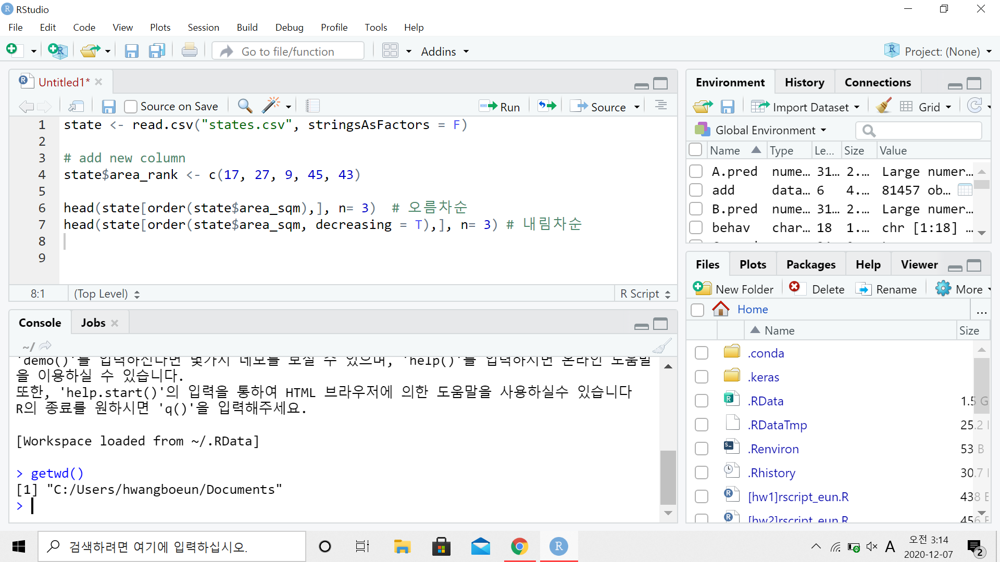 RStudio
File Edit Code View Plots Session Build Debug Profile Tools Help
Go to file/function Addins Project: (None)
Untitled1*
Source on Save Run Source
1 state <- read.csv("states.csv", stringsAsFactors = F)
2
3 # add new column
4 state$area_rank <- c(17, 27, 9, 45, 43)
5
6 head(state[order(state$area_sqm),], n= 3) # 오름차순
7 head(state[order(state$area_sqm, decreasing = T),], n= 3) # 내림차순
8
9
8:1 (Top Level) R Script
Console Jobs
~/
'demo()'를 입력하신다면 몇가지 데모를 보실 수 있으며, 'help()'를 입력하시면 온라인 도움말
을 이용하실 수 있습니다.
또한, 'help.start()'의 입력을 통하여 HTML 브라우저에 의한 도움말을 사용하실수 있습니다
R의 종료를 원하시면 'q()'을 입력해주세요.
[Workspace loaded from ~/.RData]
> getwd()
[1] "C:/Users/hwangboeun/Documents"
>
Environment History Connections
Import Dataset Grid
Global Environment
Name Type Le... Size Value
A.pred nume... 31... 2.... Large numer...
add data... 6 4.... 81457 ob...
B.pred nume... 31... 2.... Large numer...
behav char... 18 1.... chr [1:18] ...
Files Plots Packages Help Viewer
New Folder Delete Rename More
Home ...
Name Size
.conda
.keras
.RData 1.5 G
.RDataTmp 25.2
.Renviron 53 B
.Rhistory 30.7
[hw1]rscript_eun.R 438
[hw2]rscript_eun.R 456
검색하려면 여기에 입력하십시오.
A 오전 3:14
2020-12-07
2